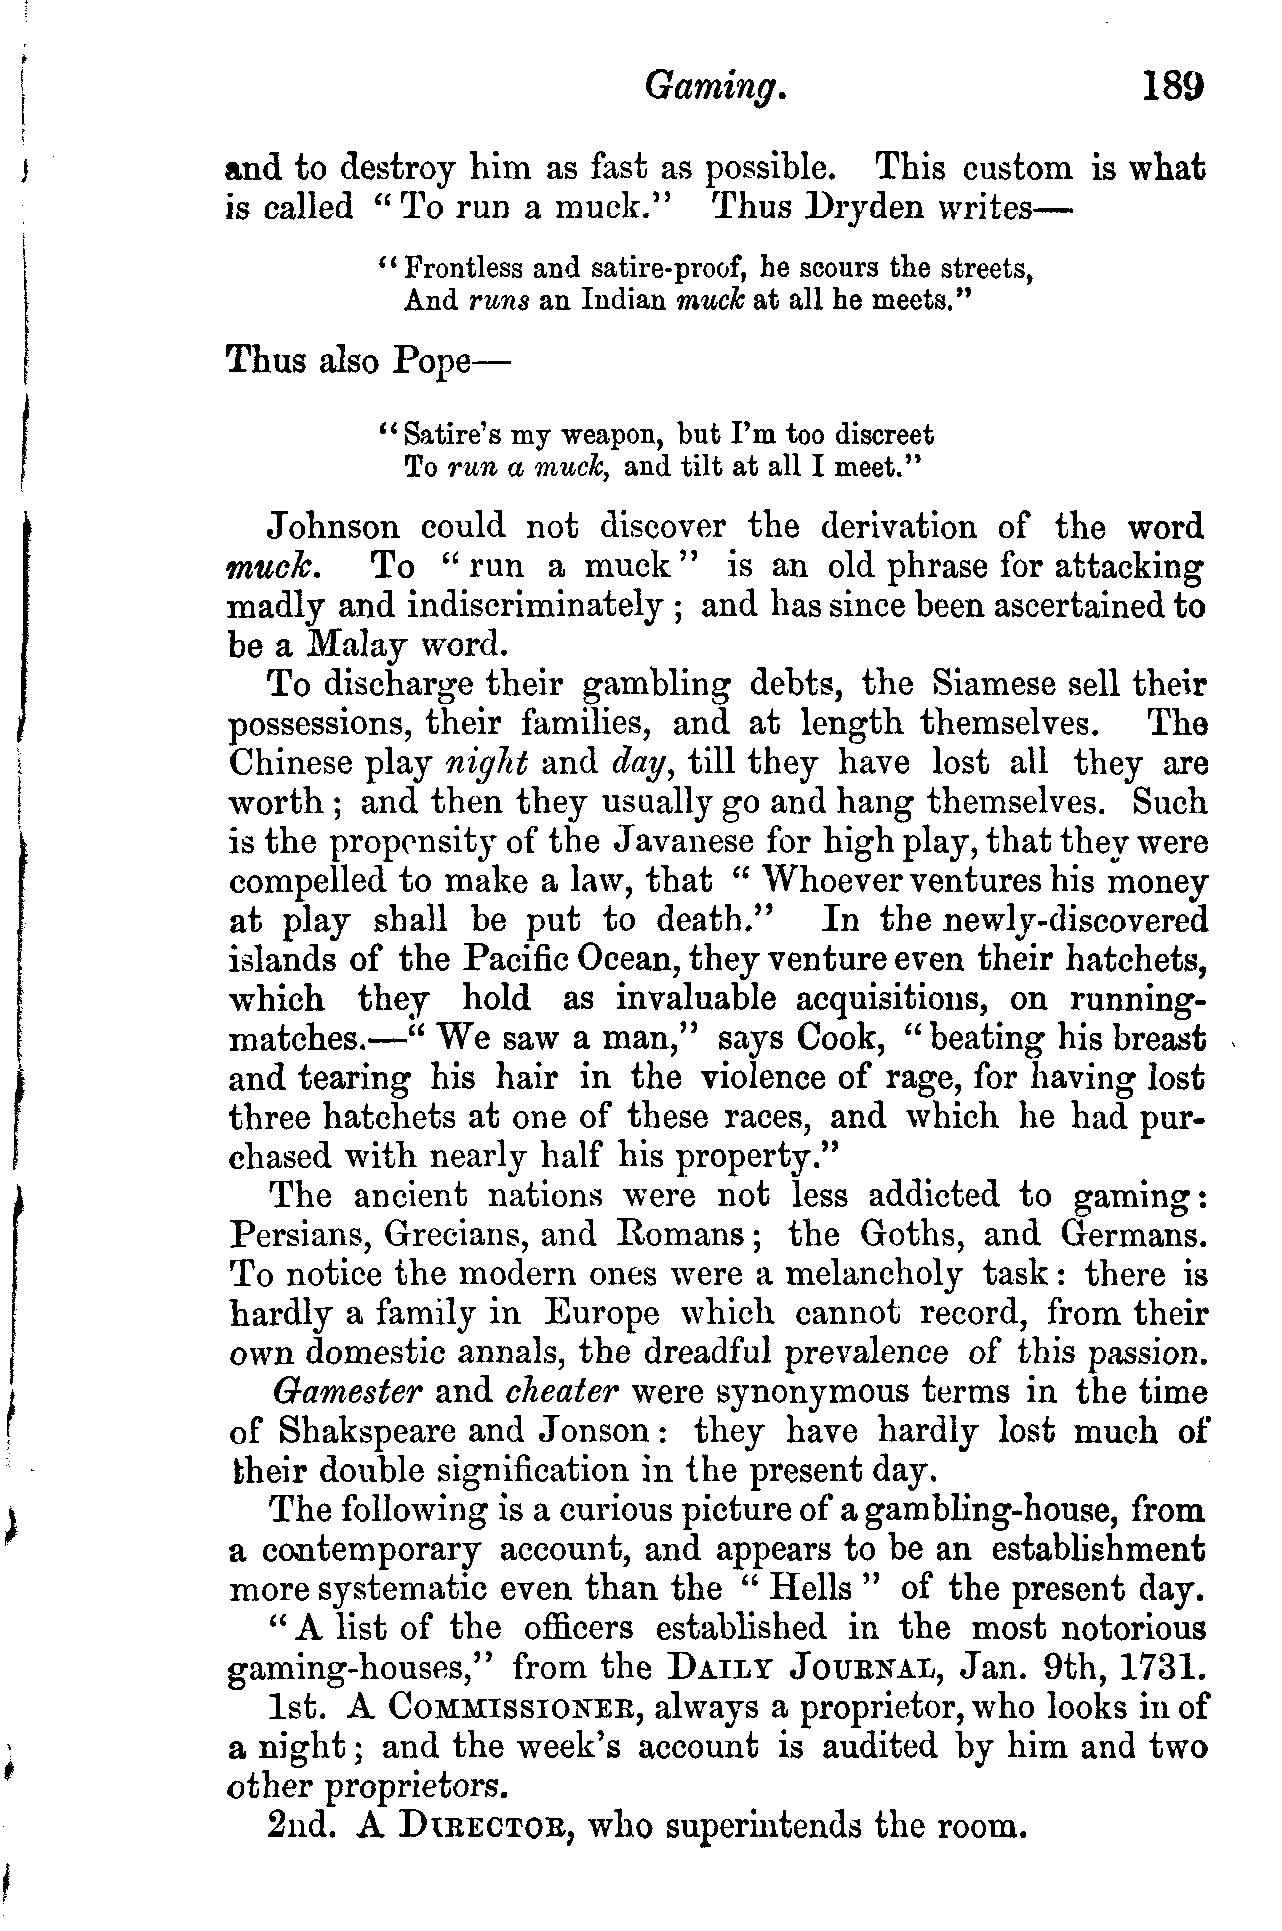 Gaming. 189
and to destroy him as fast as possible. This custom is what
is called "To run a muck." Thus Dryden writes—
"Frontless and satire-proof, he scours the streets,
And runs an Indian muck at all he meets."
Thus also Pope—
"Satire's my weapon, but I'm too discreet
To run a muck, and tilt at all I meet."
Johnson could not discover the derivation of the word
muck. To "run a muck" is an old phrase for attacking
madly and indiscriminately; and has since been ascertained to
be a Malay word.
To discharge their gambling debts, the Siamese sell their
possessions, their families, and at length themselves. The
Chinese play night and day, till they have lost all they are
worth; and then they usually go and hang themselves. Such
is the propensity of the Javanese for high play, that they were
compelled to make a law, that "Whoever ventures his money
at play shall be put to death." In the newly-discovered
islands of the Pacific Ocean, they venture even their hatchets,
which they hold as invaluable acquisitions, on running-
matches.—"We saw a man," says Cook, "beating his breast
and tearing his hair in the violence of rage, for having lost
three hatchets at one of these races, and which he had pur-
chased with nearly half his property."
The ancient nations were not less addicted to gaming:
Persians, Grecians, and Romans; the Goths, and Germans.
To notice the modern ones were a melancholy task: there is
hardly a family in Europe which cannot record, from their
own domestic annals, the dreadful prevalence of this passion.
Gamester and cheater were synonymous terms in the time
of Shakspeare and Jonson: they have hardly lost much of
their double signification in the present day.
The following is a curious picture of a gambling-house, from
a contemporary account, and appears to be an establishment
more systematic even than the "Hells" of the present day.
"A list of the officers established in the most notorious
gaming-houses," from the DAILY JOURNAL, Jan. 9th, 1731.
1st. A COMMISSIONER, always a proprietor, who looks in of
a night; and the week's account is audited by him and two
other proprietors.
2nd. A DIRECTOR, who superintends the room.